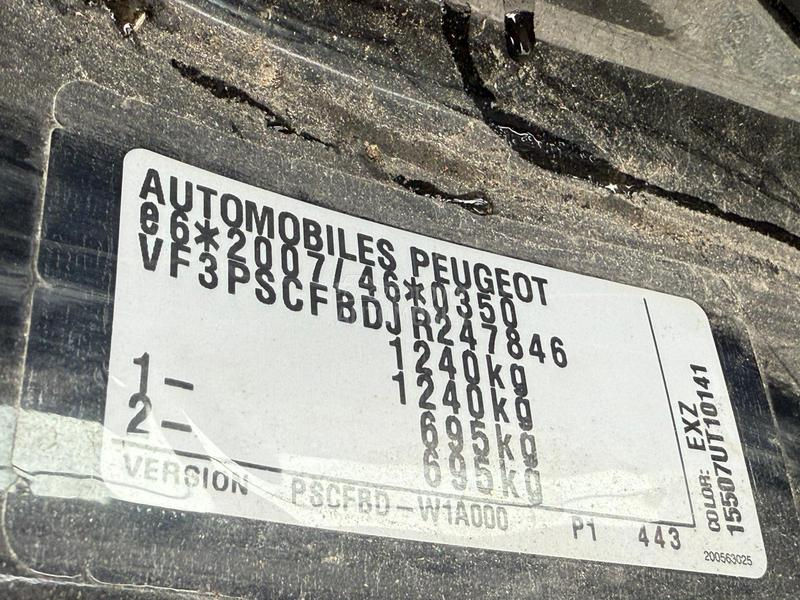 AUTOMOBILES PEUGEOT
e6*2007/46*0350
VF3PSCFBDJR247846
1240kg
1240kg
1- 695kg
2- 695kg
VERSION PSCFBD-W1A000 P1 443
COLOR: EXZ
15507UT10141
200563025